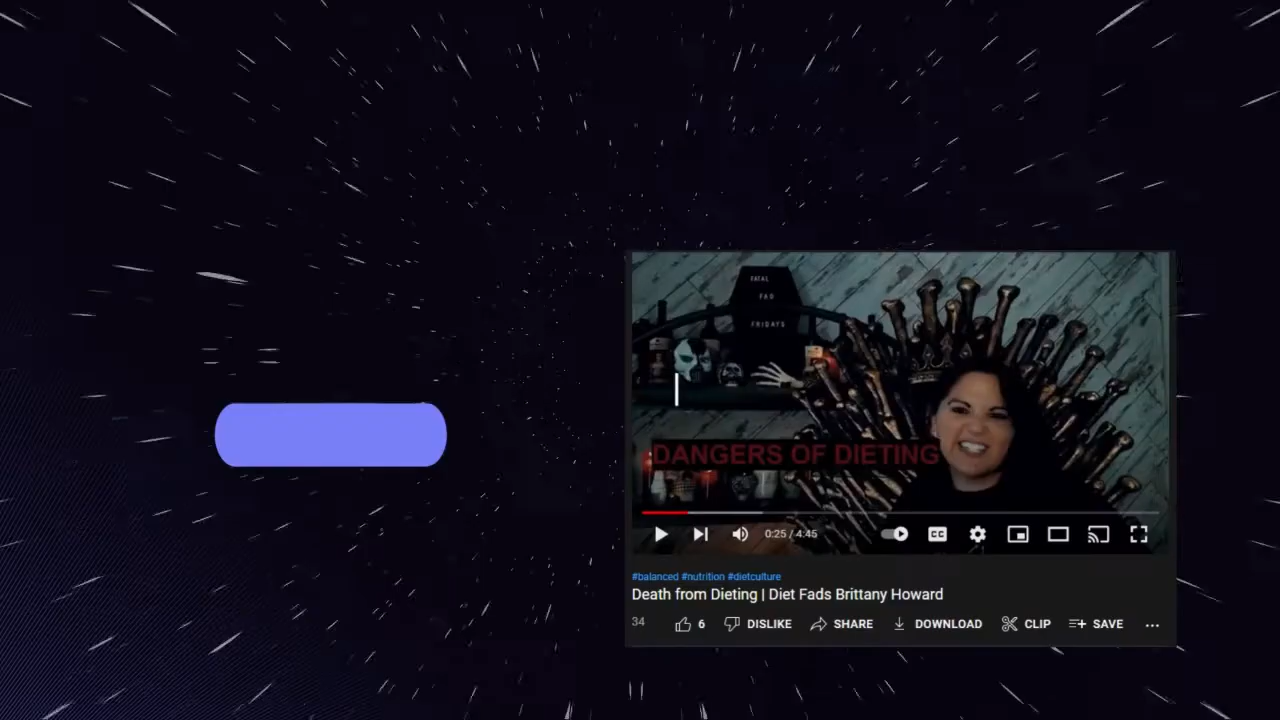 FATAL
FAD
FRIDAYS
DANGERS OF DIETING
0:25 / 4:45
CC
#balanced #nutrition #dietculture
Death from Dieting | Diet Fads Brittany Howard
34 6 DISLIKE SHARE DOWNLOAD CLIP SAVE ...